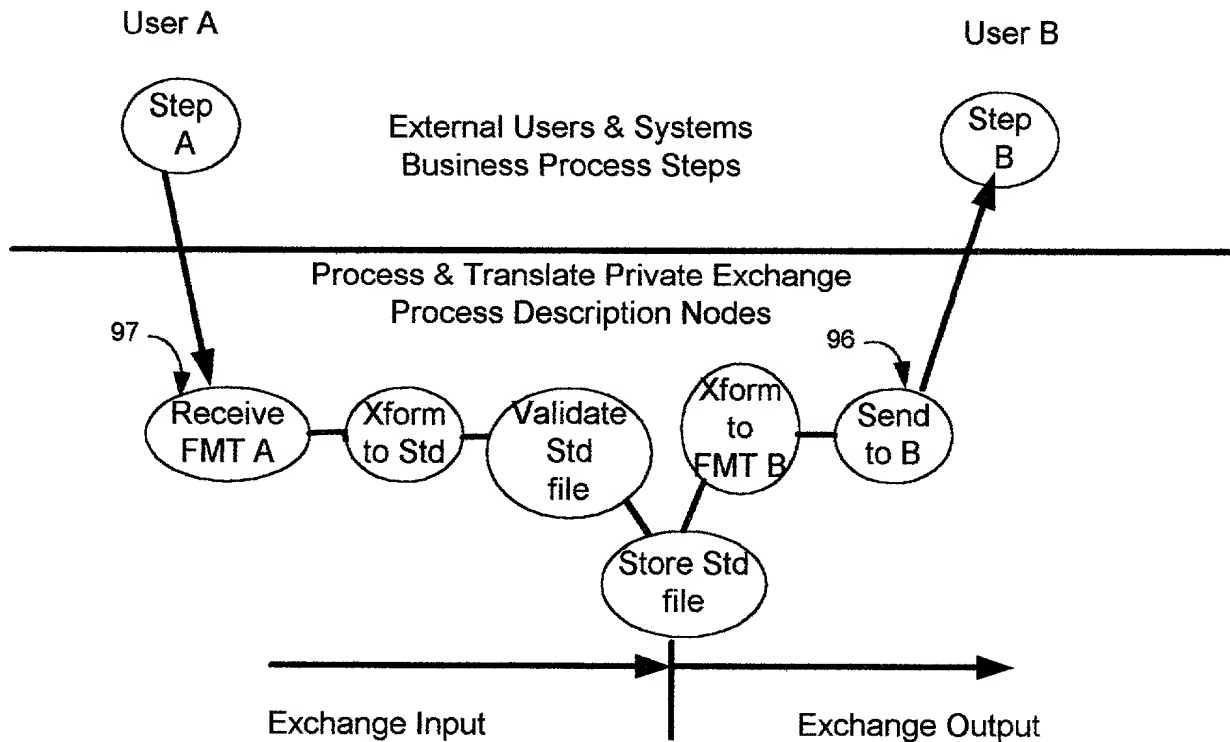 User A
User B
Step
A
External Users & Systems
Business Process Steps
Step
B
Process & Translate Private Exchange
Process Description Nodes
97
96
Receive
FMT A
Xform
to Std
Validate
Std
file
Xform
to
FMT B
Send
to B
Store Std
file
Exchange Input
Exchange Output